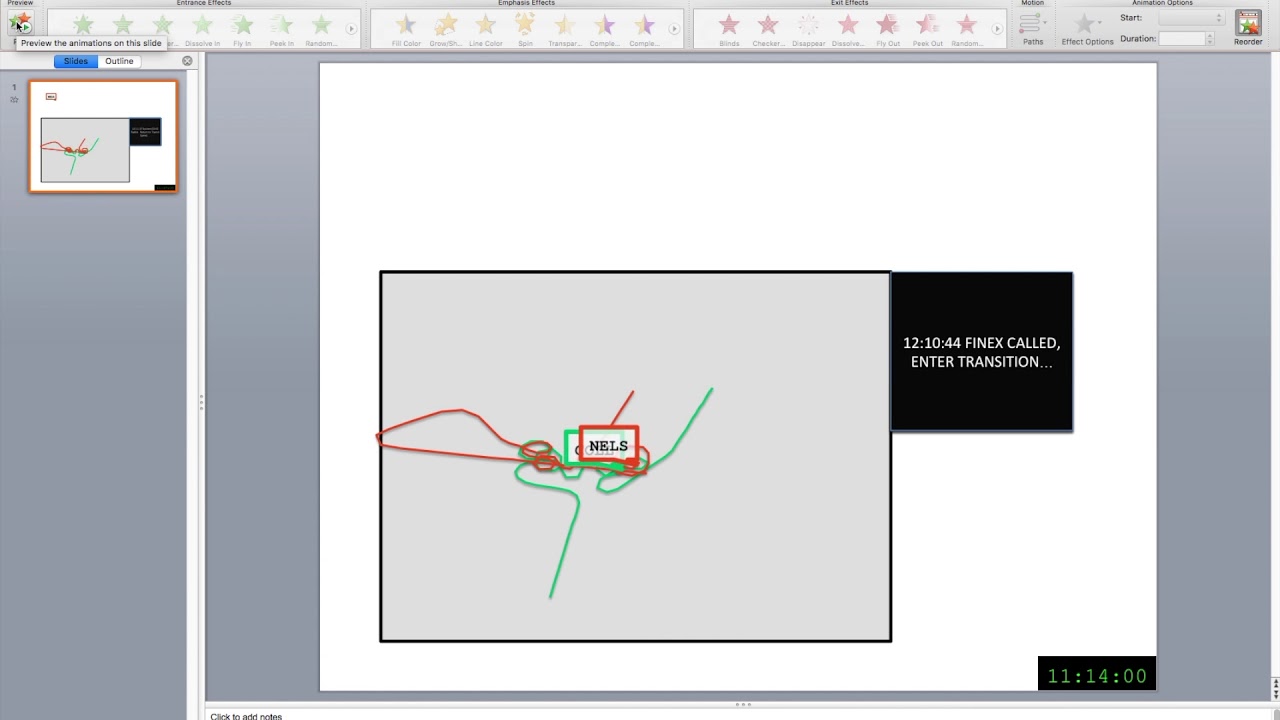 Preview
Entrance Effects
Emphasis Effects
Exit Effects
Motion
Animation Options
Dissolve In
Fly In
Peek In
Random...
Fill Color
Grow/Sh...
Line Color
Spin
Transpar...
Comple...
Comple...
Blinds
Checker...
Disappear
Dissolve...
Fly Out
Peek Out
Random...
Paths
Effect Options
Start:
Duration:
Reorder
Preview the animations on this slide
Slides
Outline
1
12:10:44 FINEX CALLED,
ENTER TRANSITION...
NELS
11:14:00
Click to add notes